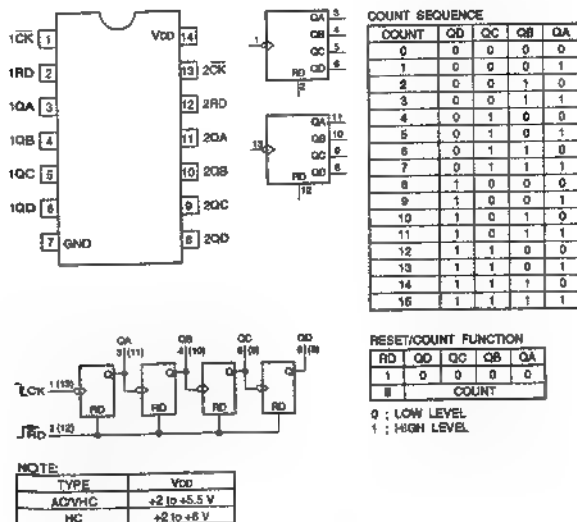 1CK 1
1RD 2
1QA 3
1QB 4
1QC 5
1QD 6
7 GND
VDD 14
13 2CK
12 2RD
11 2QA
10 2QB
9 2QC
8 2QD
1
QA 3
QB 4
QC 5
QD 6
RD
2
13
QA 11
QB 10
QC 9
QD 8
RD
12
COUNT SEQUENCE
COUNT QD QC QB QA
0 0 0 0 0
1 0 0 0 1
2 0 0 1 0
3 0 0 1 1
4 0 1 0 0
5 0 1 0 1
6 0 1 1 0
7 0 1 1 1
8 1 0 0 0
9 1 0 0 1
10 1 0 1 0
11 1 0 1 1
12 1 1 0 0
13 1 1 0 1
14 1 1 1 0
15 1 1 1 1
QA QB QC QD
3 (11) 4 (10) 5 (9) 6 (8)
CK 1 (13)
Q Q Q Q
RD RD RD RD
RD 2 (12)
RESET/COUNT FUNCTION
RD QD QC QB QA
1 0 0 0 0
COUNT
0 ; LOW LEVEL
1 ; HIGH LEVEL
NOTE:
TYPE VDD
AC/VHC +2 to +5.5 V
HC +2 to +6 V